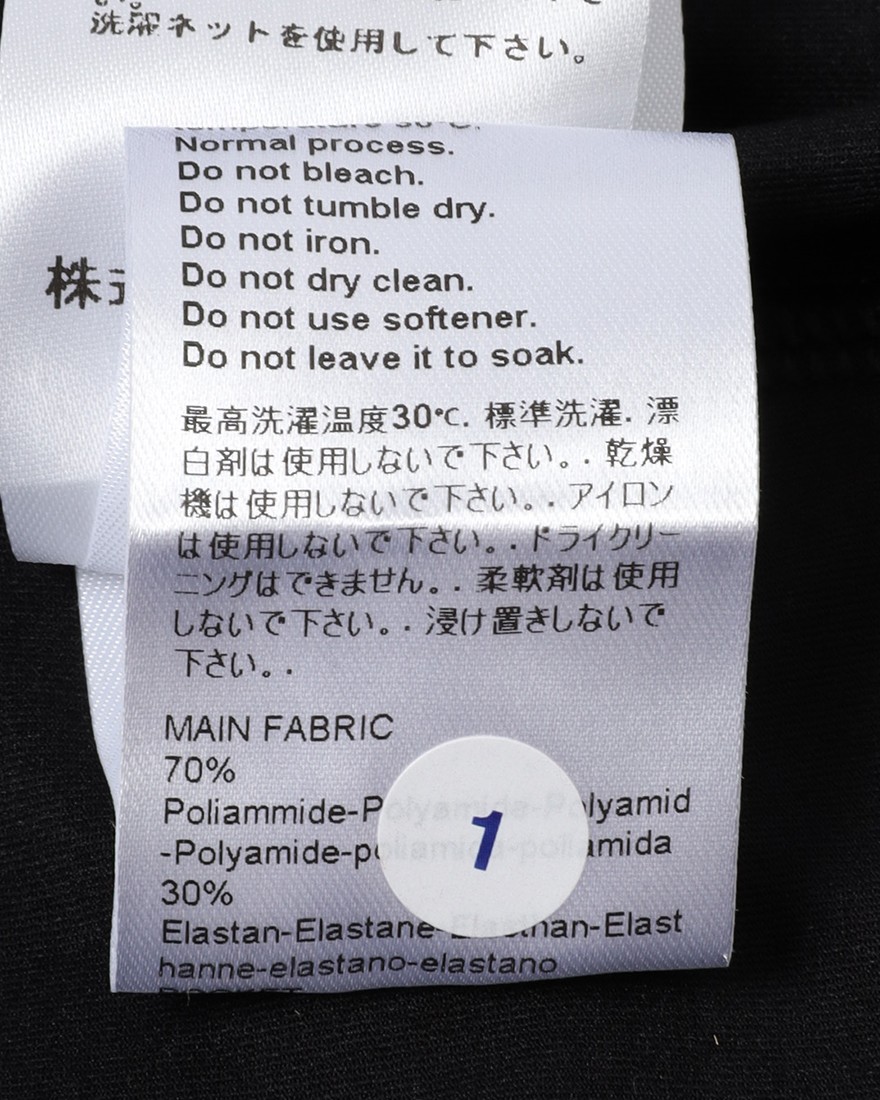 洗濯ネットを使用して下さい。
株式
Normal process.
Do not bleach.
Do not tumble dry.
Do not iron.
Do not dry clean.
Do not use softener.
Do not leave it to soak.
最高洗濯温度30℃. 標準洗濯. 漂
白剤は使用しないで下さい。. 乾燥
機は使用しないで下さい。. アイロン
は使用しないで下さい。. ドライクリー
ニングはできません。. 柔軟剤は使用
しないで下さい。. 浸け置きしないで
下さい。.
MAIN FABRIC
70%
Poliammide-Polyamide-Polyamid
-Polyamide-poliamida-poliamida
30%
Elastan-Elastane-Elasthan-Elast
hanne-elastano-elastano
1